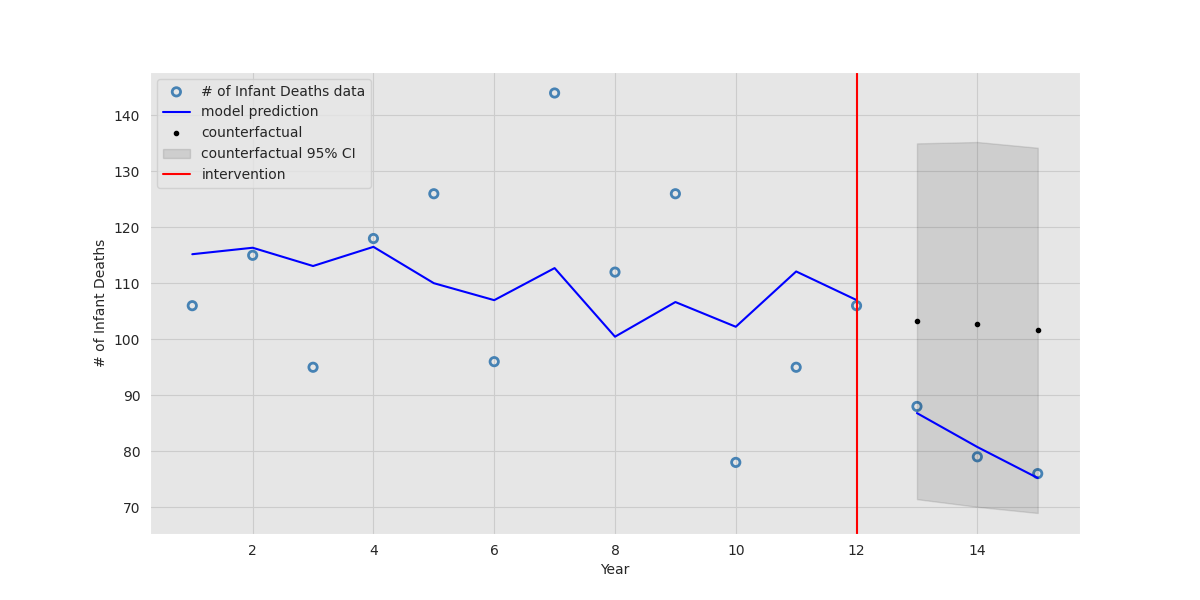 # of Infant Deaths data
model prediction
counterfactual
counterfactual 95% CI
intervention
# of Infant Deaths
140
130
120
110
100
90
80
70
2 4 6 8 10 12 14
Year